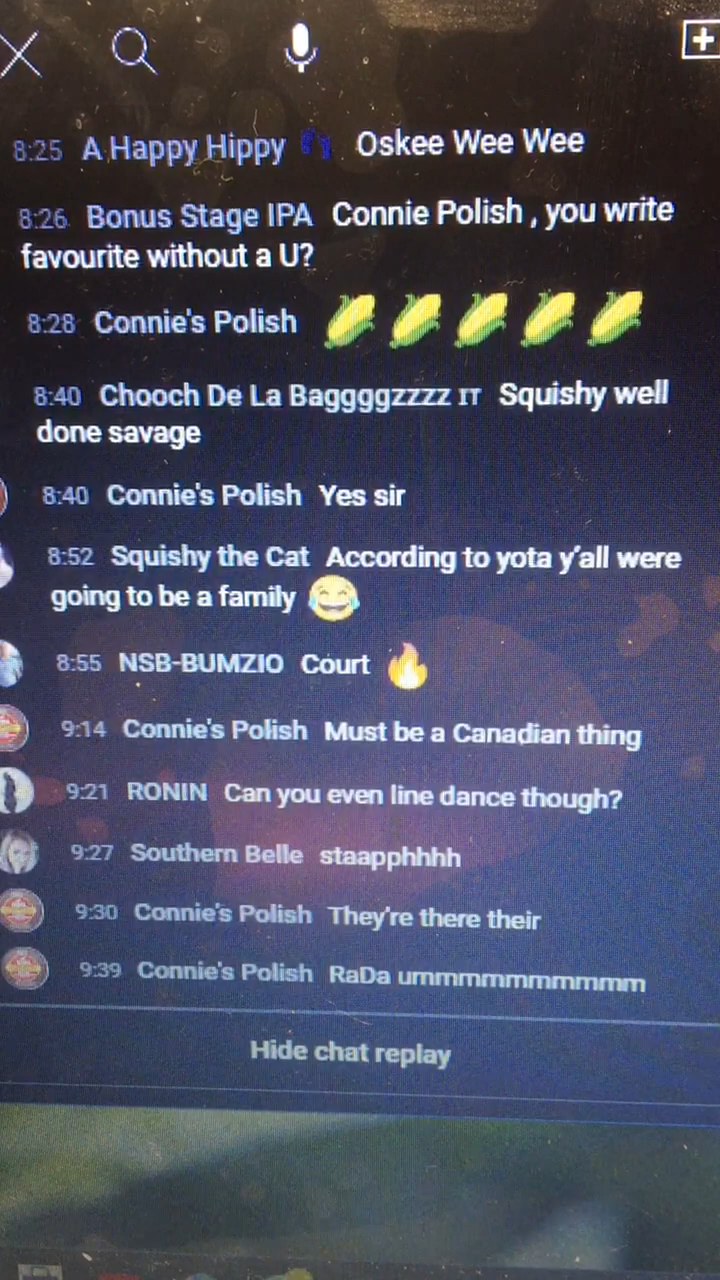 8:25 A Happy Hippy 👣 Oskee Wee Wee
8:26 Bonus Stage IPA Connie Polish , you write
favourite without a U?
8:28 Connie's Polish 🌽🌽🌽🌽🌽
8:40 Chooch De La Baggggzzzz IT Squishy well
done savage
8:40 Connie's Polish Yes sir
8:52 Squishy the Cat According to yota y'all were
going to be a family 😂
8:55 NSB-BUMZIO Court 🔥
9:14 Connie's Polish Must be a Canadian thing
9:21 RONIN Can you even line dance though?
9:27 Southern Belle staapphhhh
9:30 Connie's Polish They're there their
9:39 Connie's Polish RaDa ummmmmmmmmm
Hide chat replay